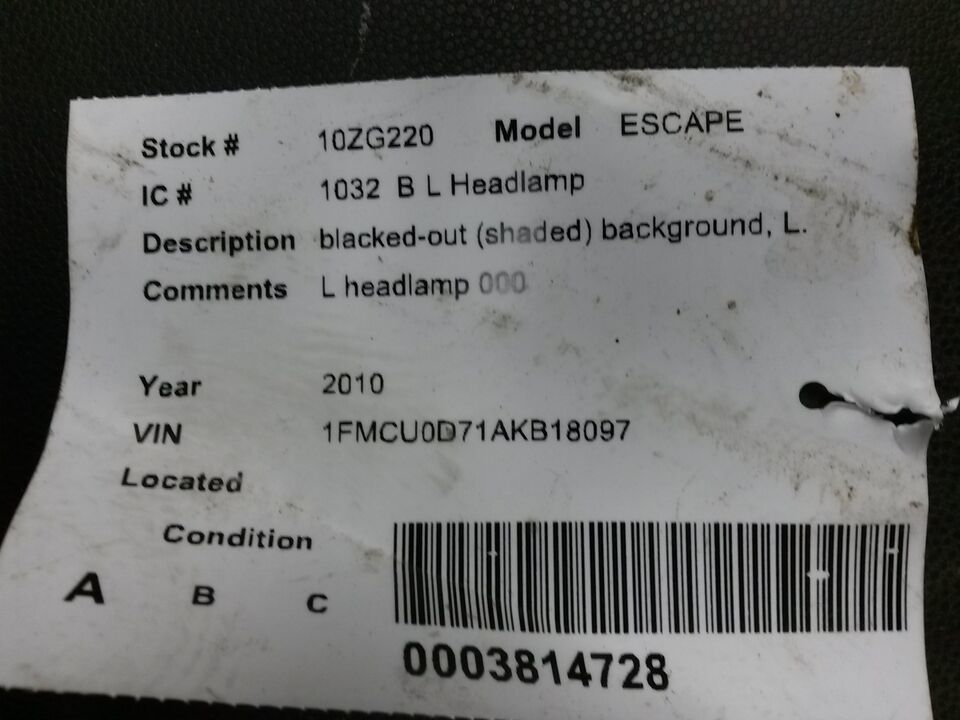 Stock # 10ZG220 Model ESCAPE
IC # 1032 B L Headlamp
Description blacked-out (shaded) background, L.
Comments L headlamp 000
Year 2010
VIN 1FMCU0D71AKB18097
Located
Condition
A B C
0003814728